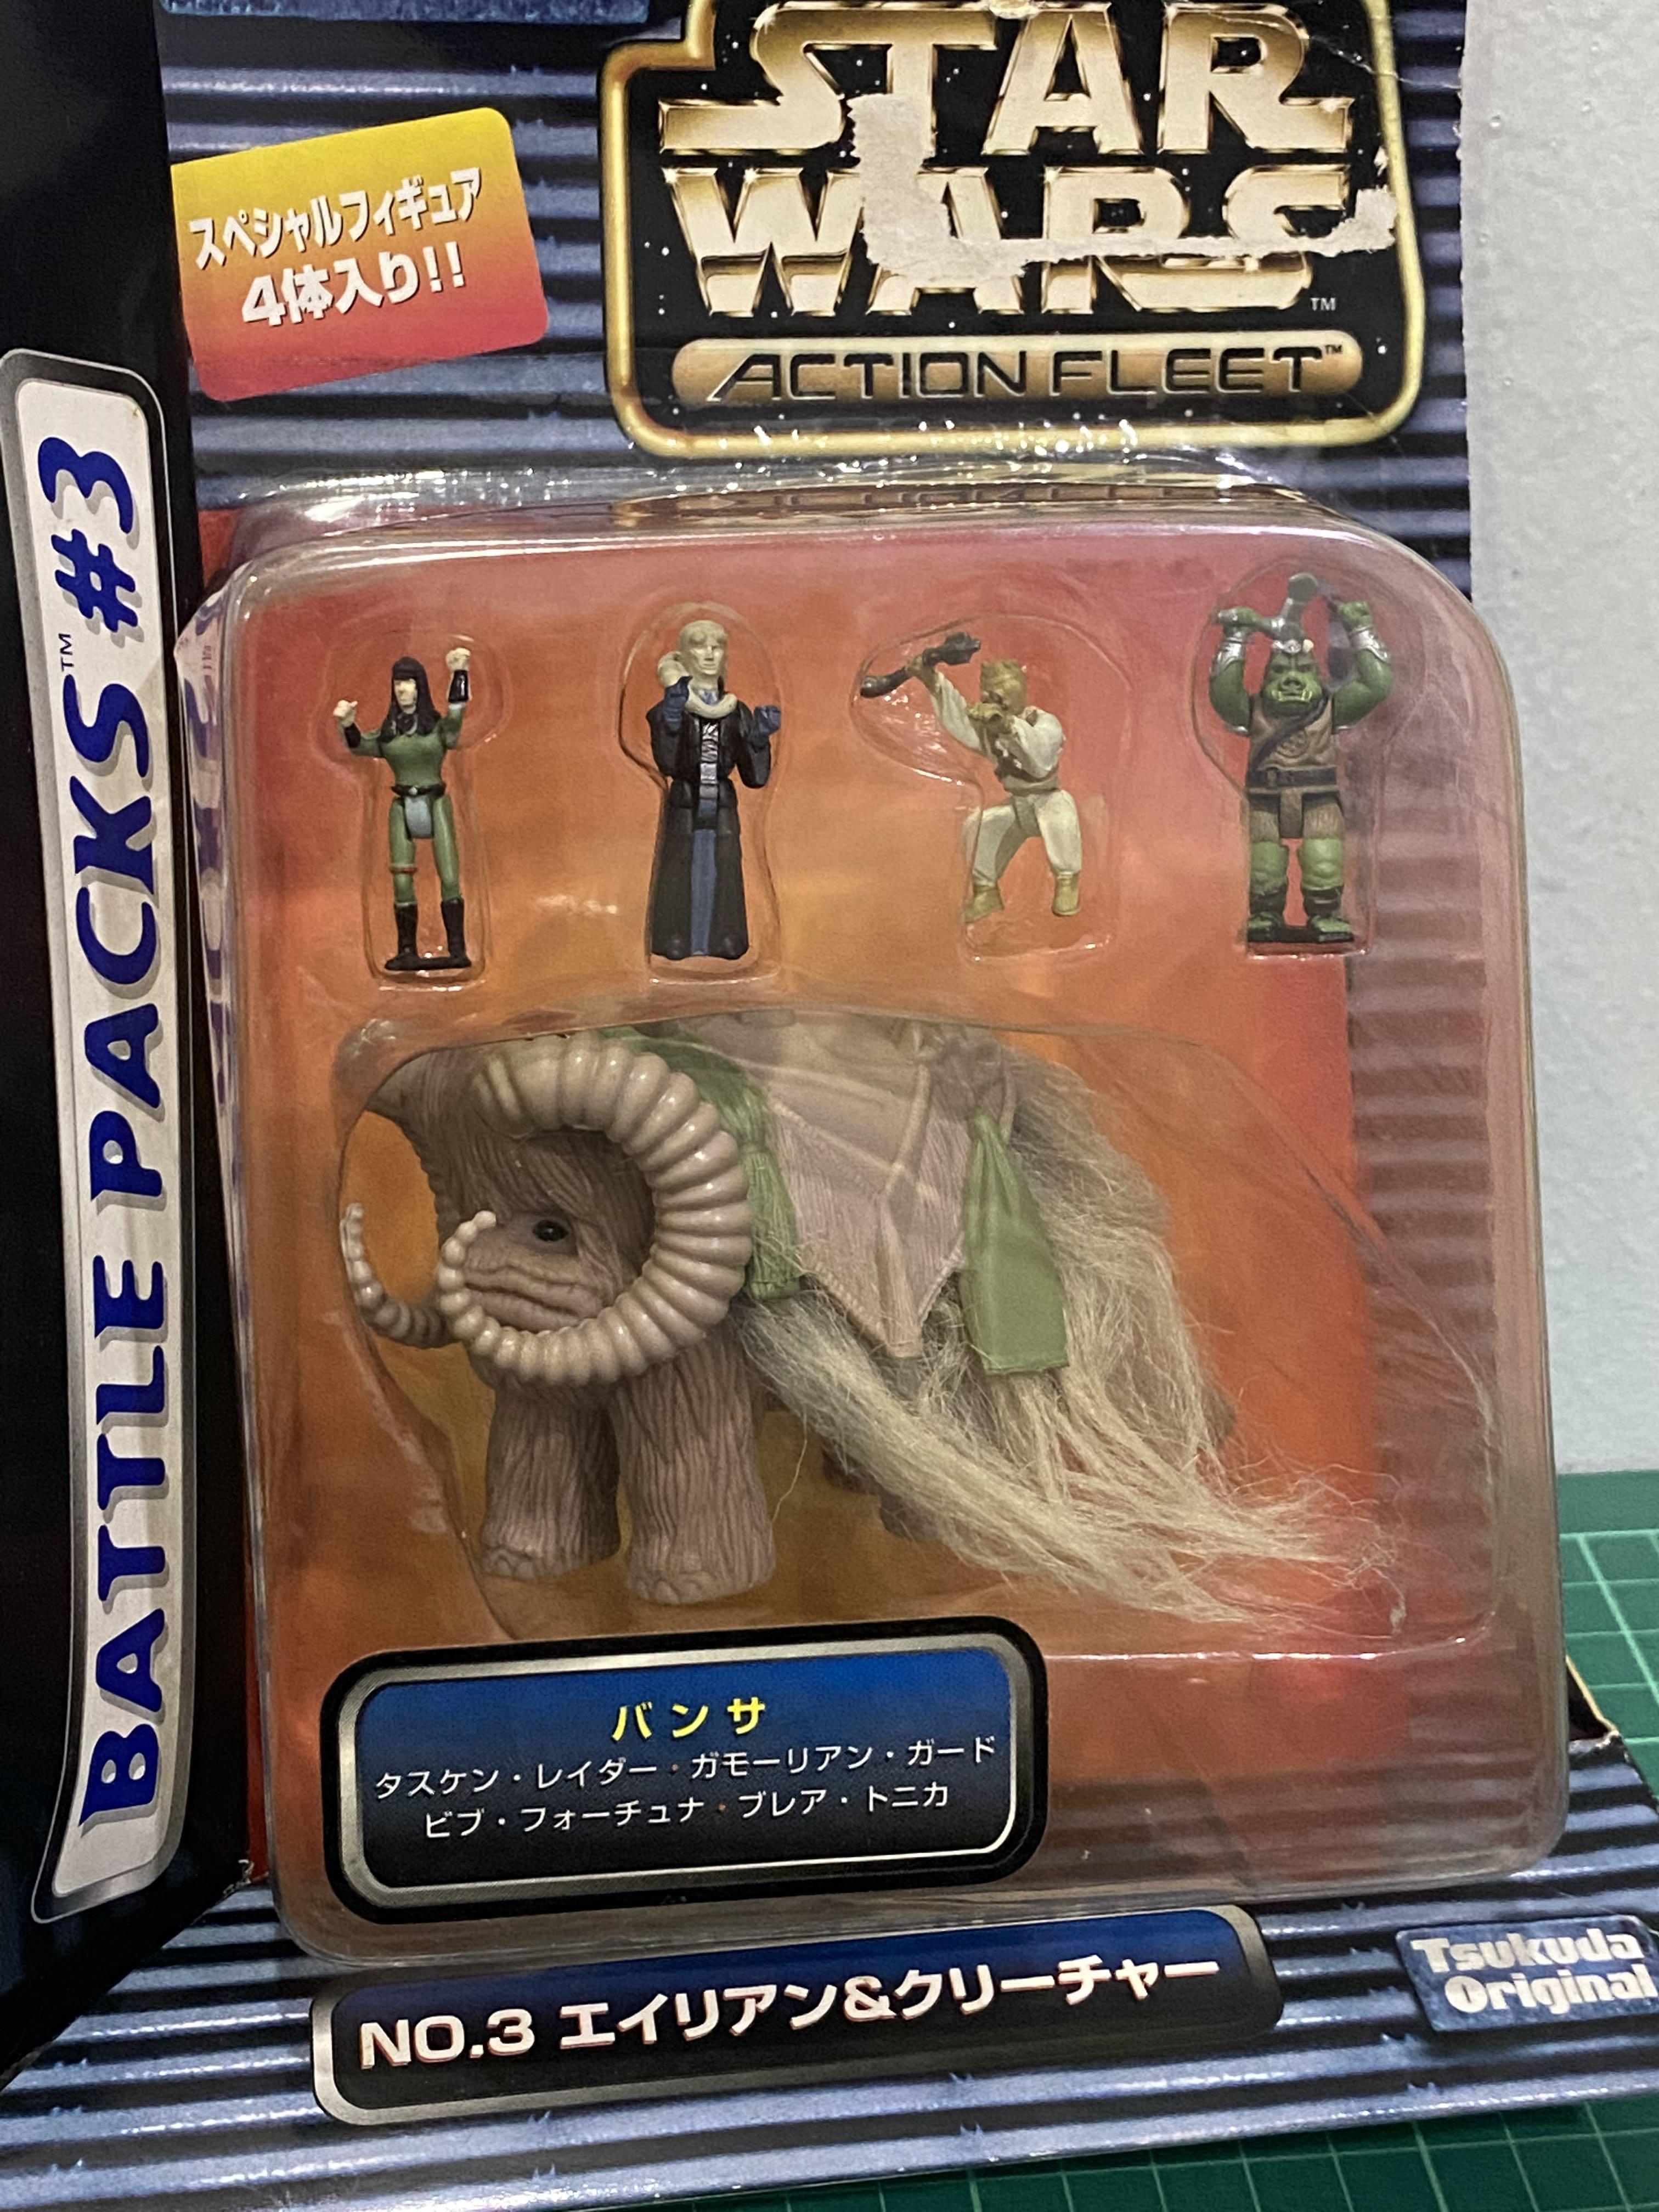 スペシャルフィギュア
4体入り!!
STAR
WARS
TM
ACTION FLEET™
BATTLE PACKS™ #3
バンサ
タスケン・レイダー・ガモーリアン・ガード
ビブ・フォーチュナ・ブレア・トニカ
NO.3 エイリアン&クリーチャー
Tsukuda
Original